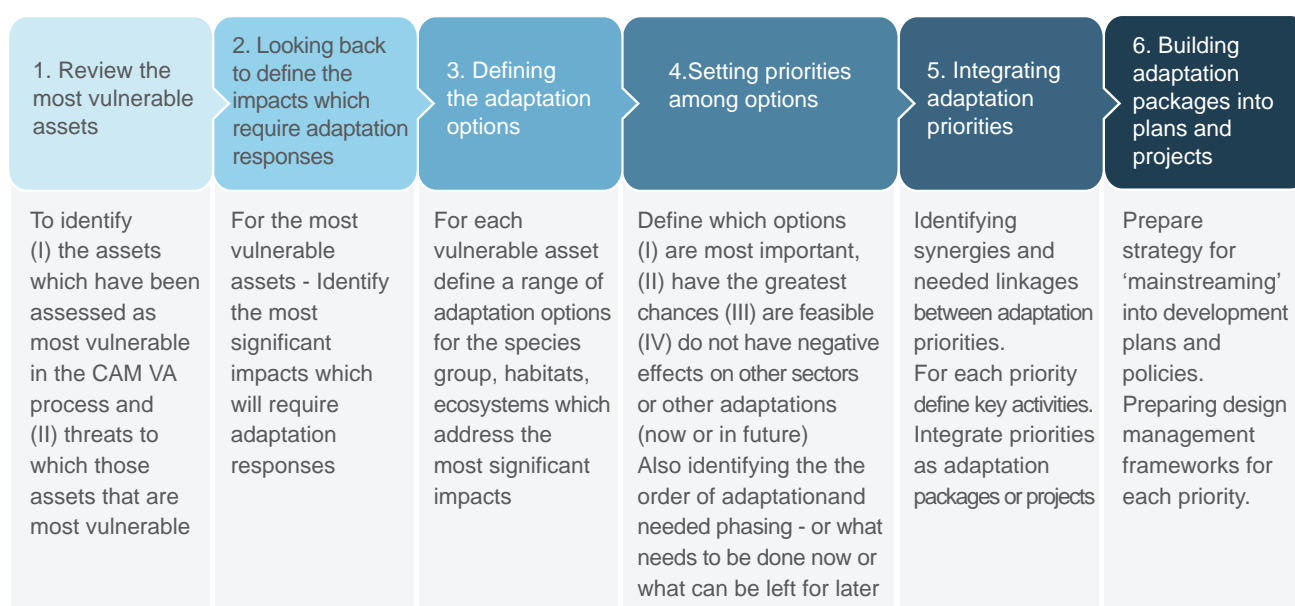 1. Review the
most vulnerable
assets
2. Looking back
to define the
impacts which
require adaptation
responses
3. Defining
the adaptation
options
4.Setting priorities
among options
5. Integrating
adaptation
priorities
6. Building
adaptation
packages into
plans and
projects
To identify
(I) the assets
which have been
assessed as
most vulnerable
in the CAM VA
process and
(II) threats to
which those
assets that are
most vulnerable
For the most
vulnerable
assets - Identify
the most
significant
impacts which
will require
adaptation
responses
For each
vulnerable asset
define a range of
adaptation options
for the species
group, habitats,
ecosystems which
address the
most significant
impacts
Define which options
(I) are most important,
(II) have the greatest
chances (III) are feasible
(IV) do not have negative
effects on other sectors
or other adaptations
(now or in future)
Also identifying the the
order of adaptationand
needed phasing - or what
needs to be done now or
what can be left for later
Identifying
synergies and
needed linkages
between adaptation
priorities.
For each priority
define key activities.
Integrate priorities
as adaptation
packages or projects
Prepare
strategy for
‘mainstreaming’
into development
plans and
policies.
Preparing design
management
frameworks for
each priority.